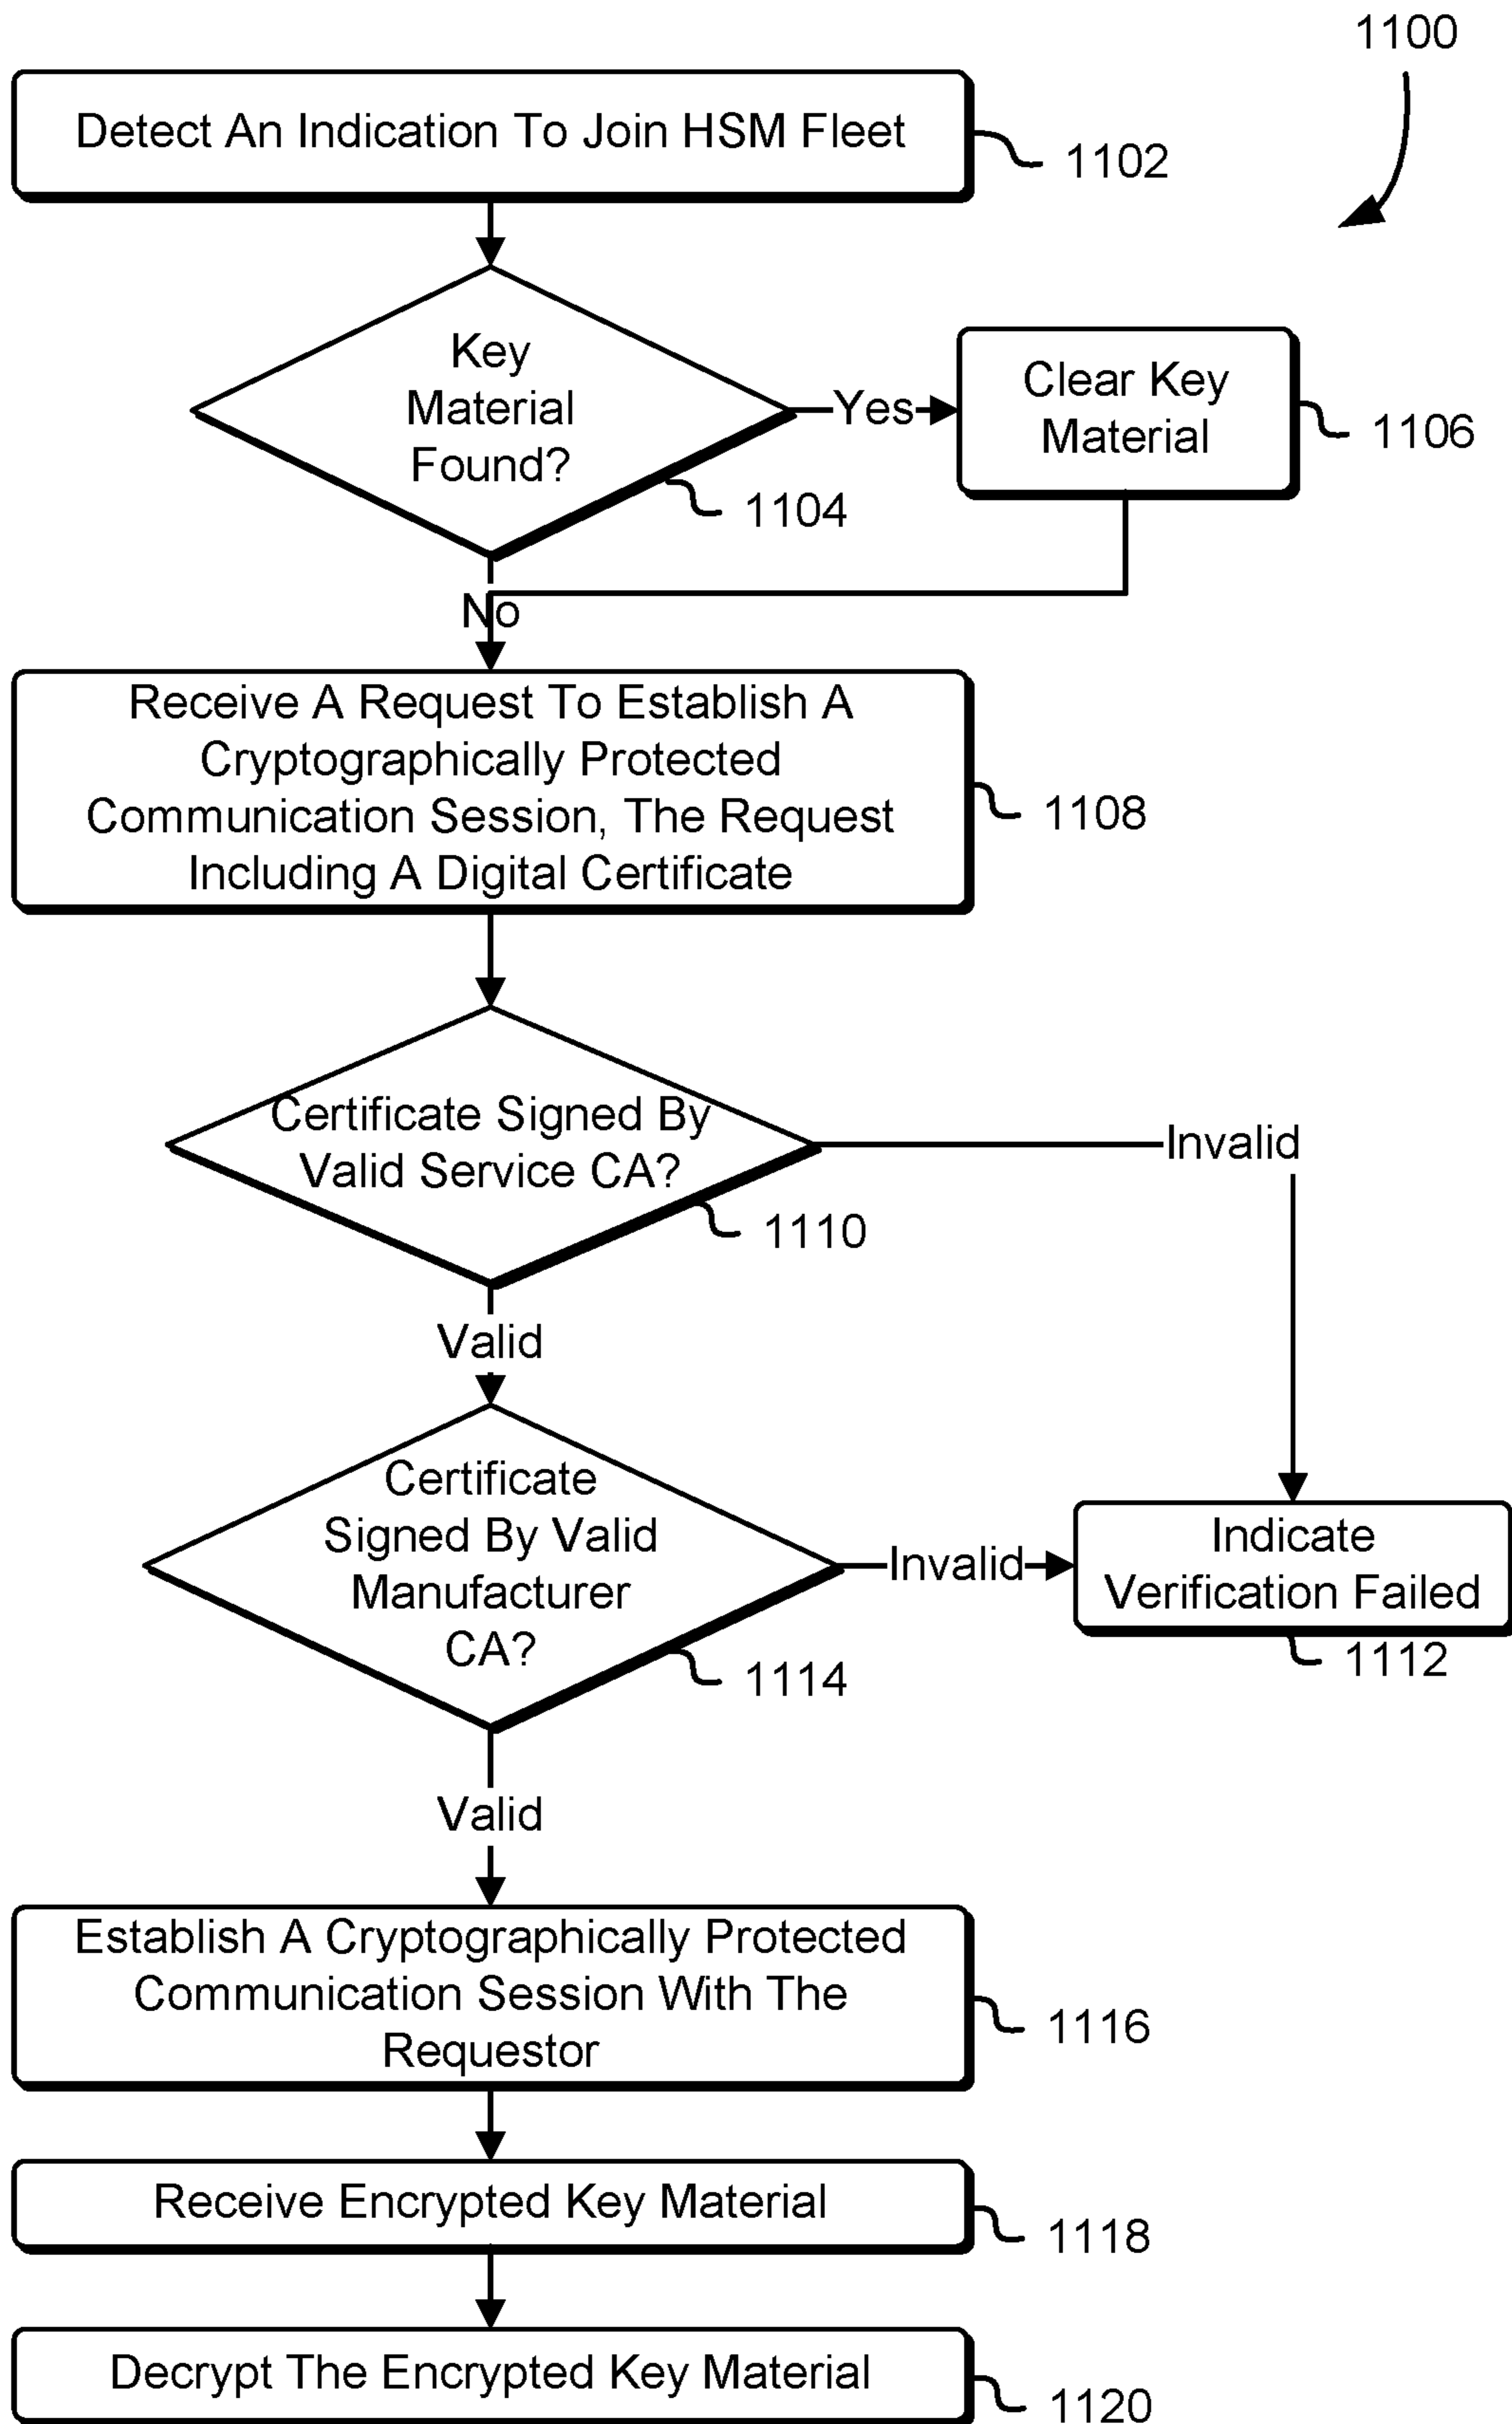 1100
Detect An Indication To Join HSM Fleet
1102
Key
Material
Found?
1104
Yes
Clear Key
Material
1106
No
Receive A Request To Establish A
Cryptographically Protected
Communication Session, The Request
Including A Digital Certificate
1108
Certificate Signed By
Valid Service CA?
1110
Invalid
Valid
Certificate
Signed By Valid
Manufacturer
CA?
1114
Invalid
Indicate
Verification Failed
1112
Valid
Establish A Cryptographically Protected
Communication Session With The
Requestor
1116
Receive Encrypted Key Material
1118
Decrypt The Encrypted Key Material
1120